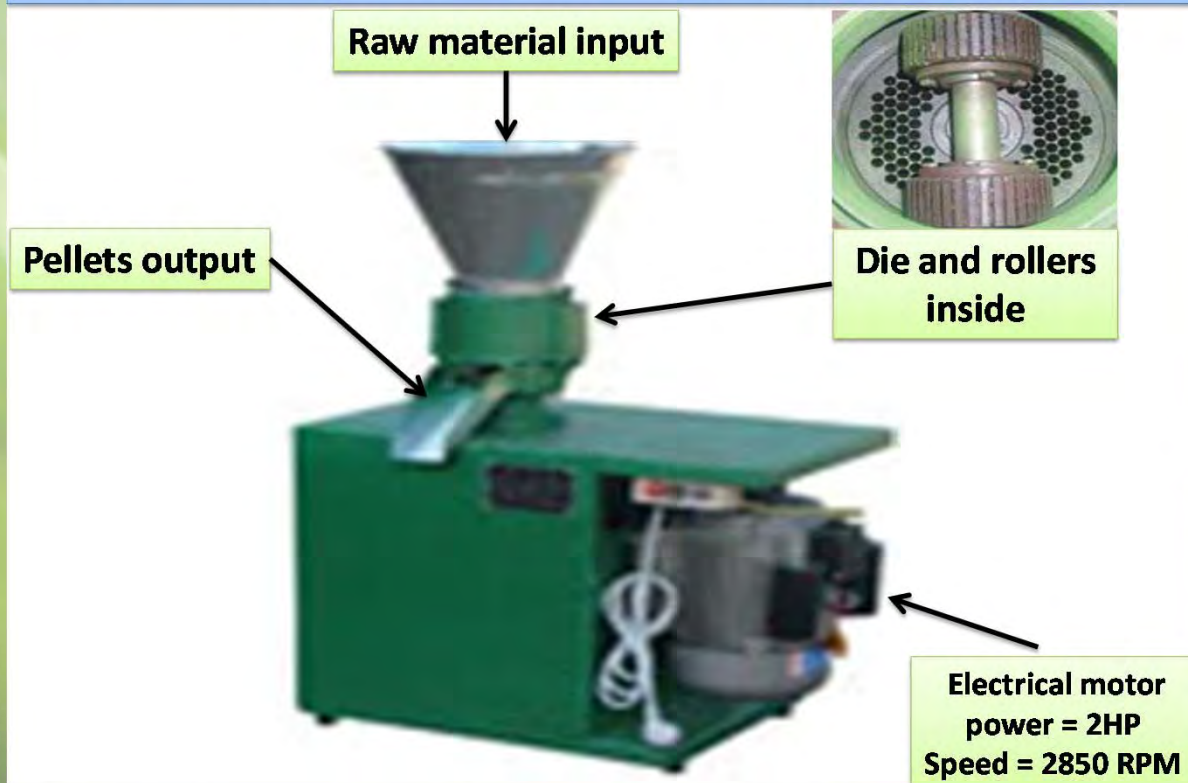 Raw material input
Pellets output
Die and rollers
inside
Electrical motor
power = 2HP
Speed = 2850 RPM